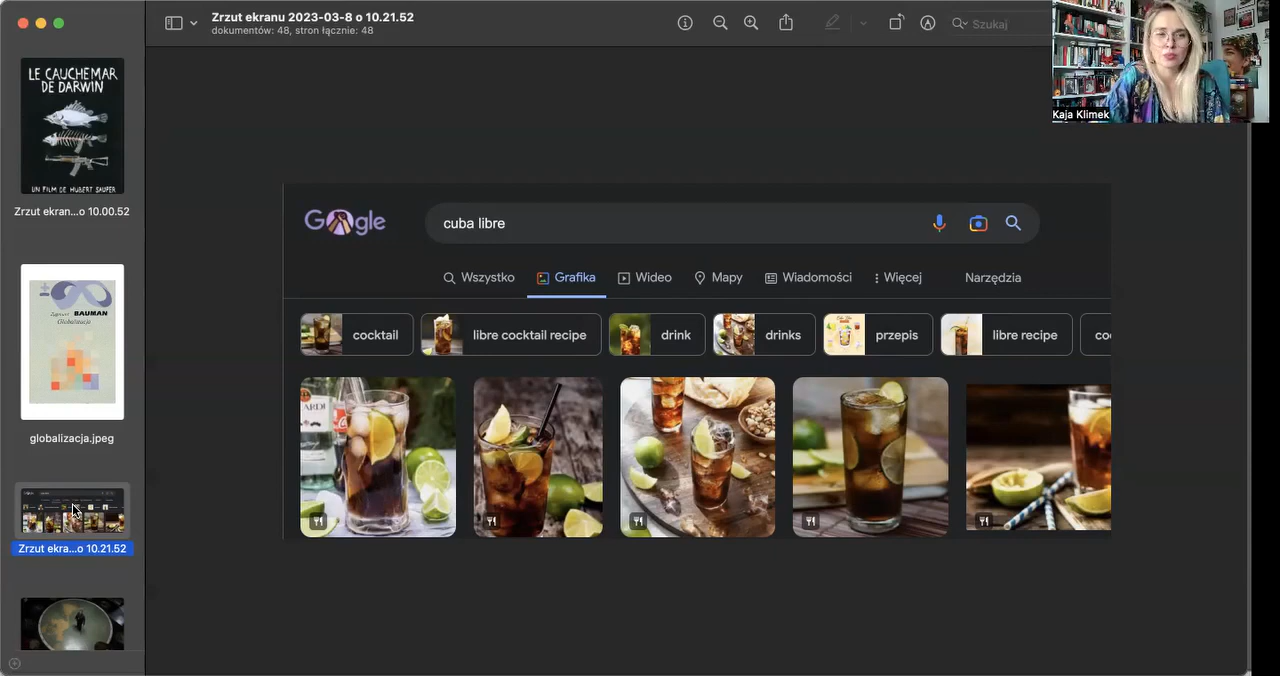 Zrzut ekranu 2023-03-8 o 10.21.52
dokumentów: 48, stron łącznie: 48
Szukaj
Kaja Klimek
LE CAUCHEMAR
DE DARWIN
UN FILM DE HUBERT SAUPER
Zrzut ekran...o 10.00.52
Zygmunt BAUMAN
Globalizacja
globalizacja.jpeg
Zrzut ekra...o 10.21.52
Google
cuba libre
Wszystko
Grafika
Wideo
Mapy
Wiadomości
Więcej
Narzędzia
cocktail
libre cocktail recipe
drink
drinks
przepis
libre recipe
co